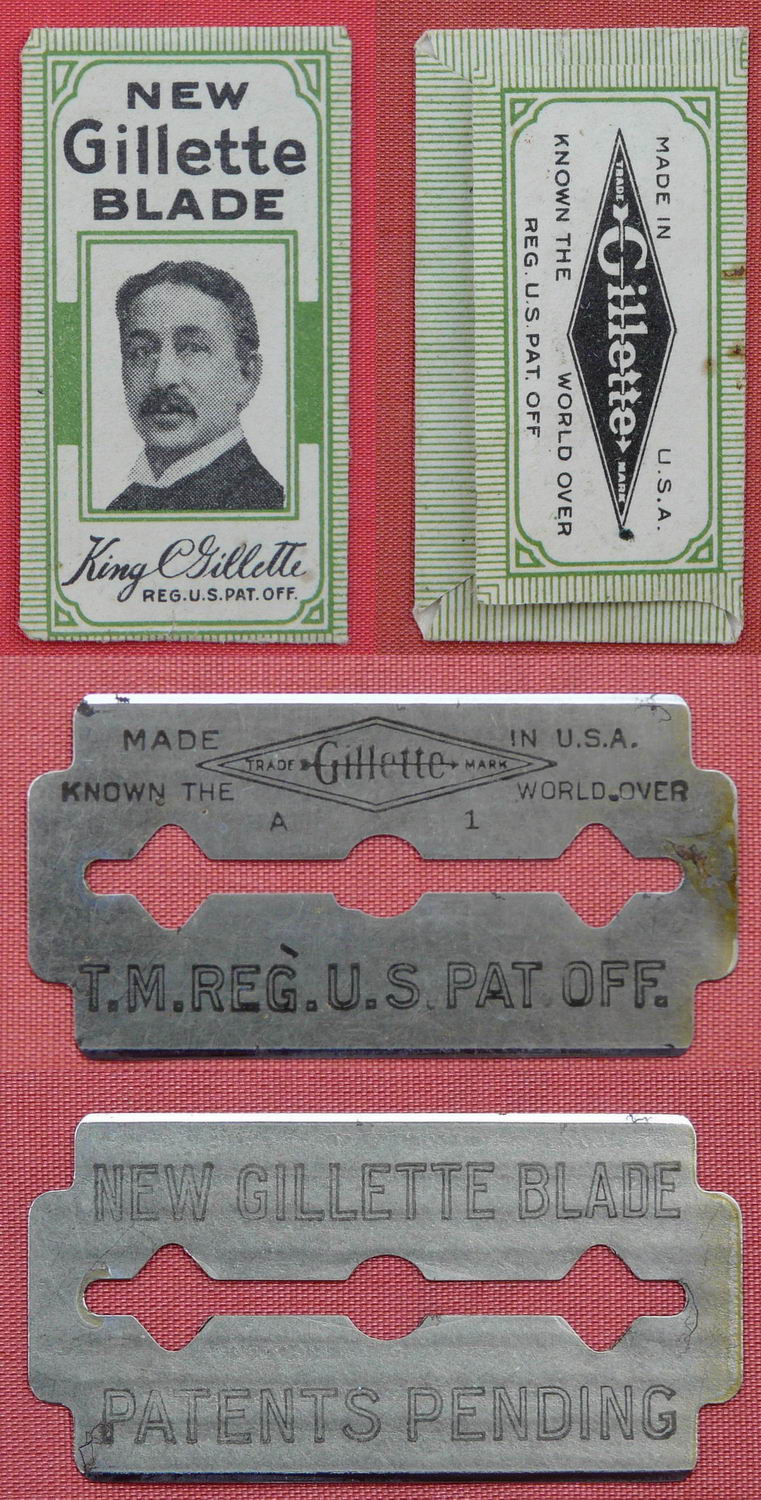 NEW
Gillette
BLADE
King C Gillette
REG.U.S.PAT.OFF.
MADE IN U.S.A.
TRADE Gillette MARK
KNOWN THE WORLD OVER
REG. U.S. PAT. OFF
MADE IN U.S.A.
TRADE Gillette MARK
KNOWN THE WORLD OVER
A 1
T.M.REG.U.S.PAT.OFF.
NEW GILLETTE BLADE
PATENTS PENDING